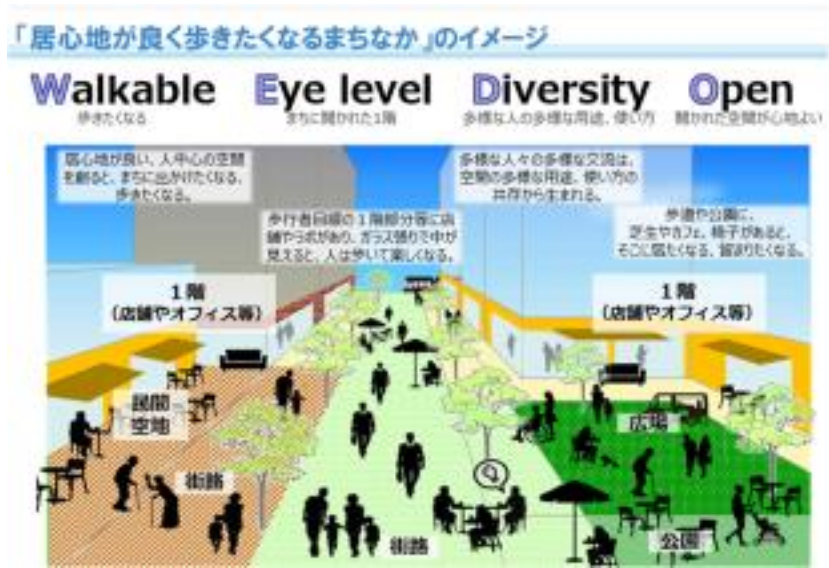 「居心地が良く歩きたくなるまちなか」のイメージ
Walkable
歩きたくなる
Eye level
まちに開かれた1階
Diversity
多様な人の多様な用途、使い方
Open
開かれた空間が心地よい
居心地が良い、人中心の空間
を創ると、まちに出かけたくなる、
歩きたくなる。
歩行者目線の1階部分等に店
舗やラボがあり、ガラス張りで中が
見えると、人は歩いて楽しくなる。
多様な人々の多様な交流は、
空間の多様な用途、使い方の
共存から生まれる。
歩道や公園に、
芝生やカフェ、椅子があると、
そこに居たくなる、留まりたくなる。
1階
(店舗やオフィス等)
1階
(店舗やオフィス等)
民間
空地
街路
街路
広場
公園